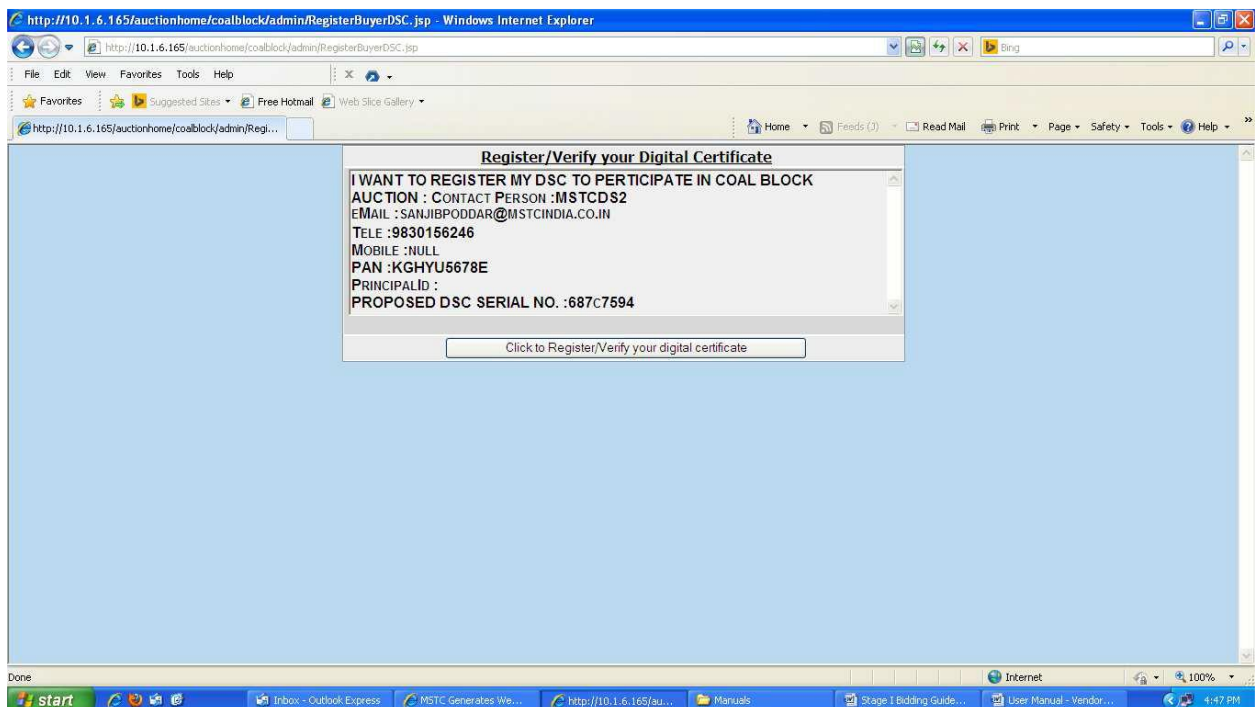 http://10.1.6.165/auctionhome/coalblock/admin/RegisterBuyerDSC.jsp - Windows Internet Explorer
http://10.1.6.165/auctionhome/coalblock/admin/RegisterBuyerDSC.jsp
Bing
File Edit View Favorites Tools Help
X
Favorites Suggested Sites Free Hotmail Web Slice Gallery
http://10.1.6.165/auctionhome/coalblock/admin/Regi...
Home Feeds (J) Read Mail Print Page Safety Tools Help »
Register/Verify your Digital Certificate
I WANT TO REGISTER MY DSC TO PERTICIPATE IN COAL BLOCK
AUCTION : CONTACT PERSON :MSTCDS2
EMAIL :SANJIBPODDAR@MSTCINDIA.CO.IN
TELE :9830156246
MOBILE :NULL
PAN :KGHYU5678E
PRINCIPALID :
PROPOSED DSC SERIAL NO. :687C7594
Click to Register/Verify your digital certificate
Done Internet 100%
start Inbox - Outlook Express MSTC Generates We... http://10.1.6.165/au... Manuals Stage I Bidding Guide... User Manual - Vendor... 4:47 PM